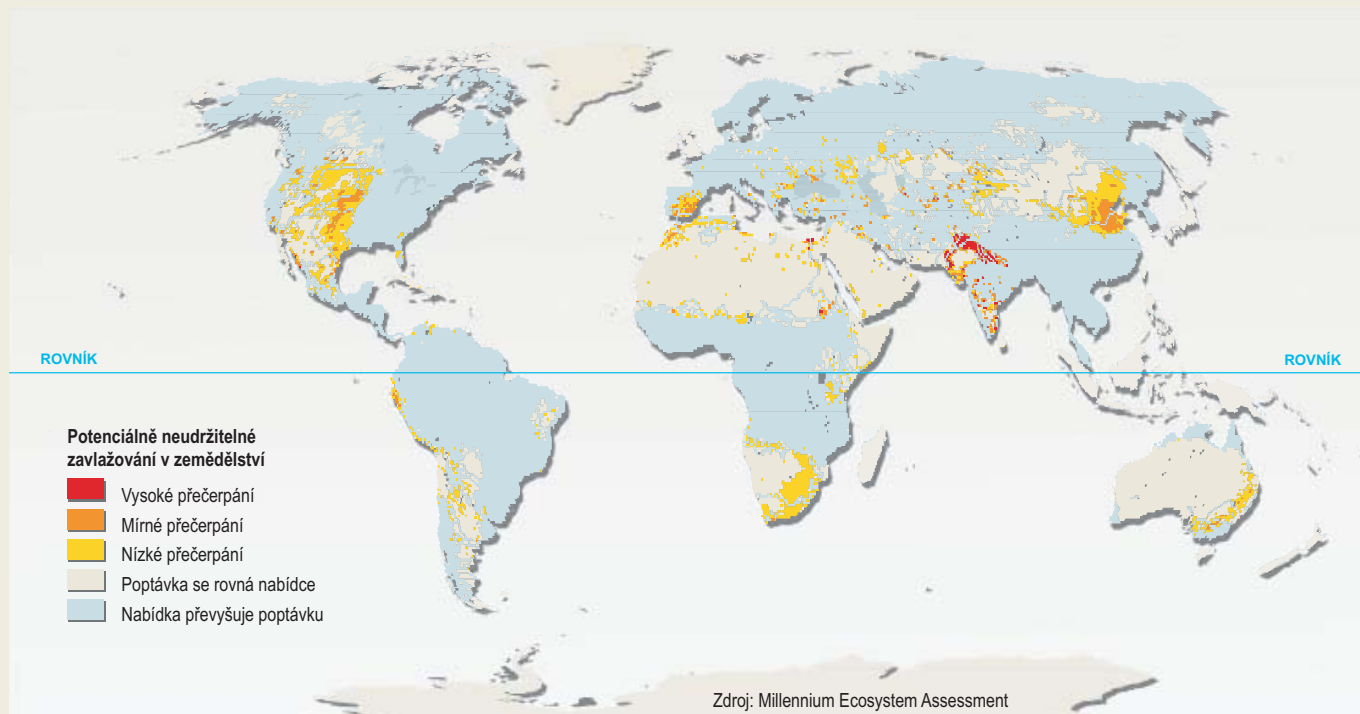 ROVNÍK
ROVNÍK
Potenciálně neudržitelné
zavlažování v zemědělství
Vysoké přečerpání
Mírné přečerpání
Nízké přečerpání
Poptávka se rovná nabídce
Nabídka převyšuje poptávku
Zdroj: Millennium Ecosystem Assessment